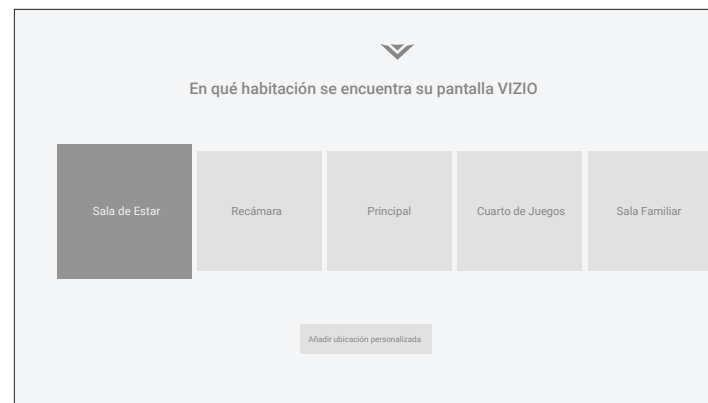 En qué habitación se encuentra su pantalla VIZIO
Sala de Estar
Recámara
Principal
Cuarto de Juegos
Sala Familiar
Añadir ubicación personalizada